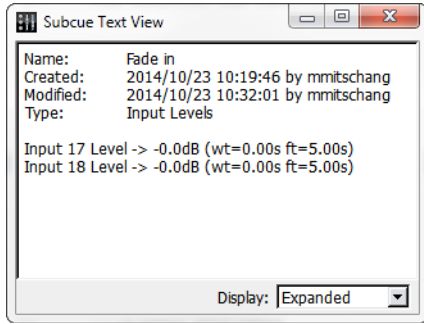 Subcue Text View
Name: Fade in
Created: 2014/10/23 10:19:46 by mmitschang
Modified: 2014/10/23 10:32:01 by mmitschang
Type: Input Levels
Input 17 Level -> -0.0dB (wt=0.00s ft=5.00s)
Input 18 Level -> -0.0dB (wt=0.00s ft=5.00s)
Display: Expanded